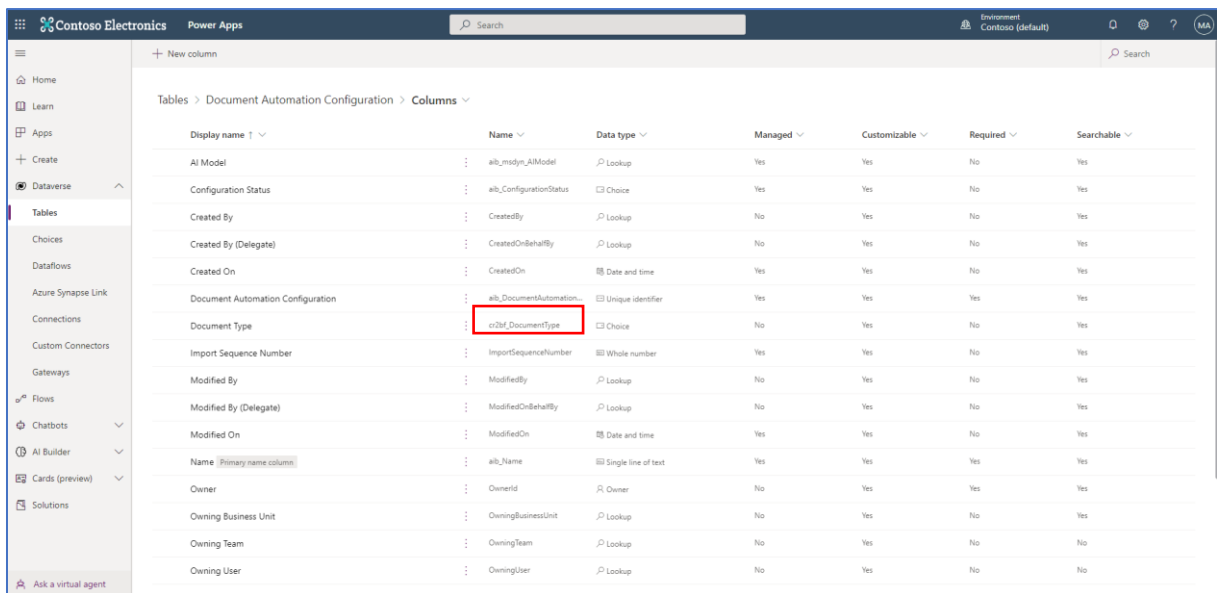 Contoso Electronics Power Apps Search Environment Contoso (default) ? MA
+ New column Search
Home
Learn
Apps
+ Create
Dataverse
Tables
Choices
Dataflows
Azure Synapse Link
Connections
Custom Connectors
Gateways
Flows
Chatbots
AI Builder
Cards (preview)
Solutions
Ask a virtual agent
Tables > Document Automation Configuration > Columns
Display name ↑ Name Data type Managed Customizable Required Searchable
AI Model aib_msdyn_AIModel Lookup Yes Yes No Yes
Configuration Status aib_ConfigurationStatus Choice Yes Yes No Yes
Created By CreatedBy Lookup No Yes No Yes
Created By (Delegate) CreatedOnBehalfBy Lookup No Yes No Yes
Created On CreatedOn Date and time Yes Yes No Yes
Document Automation Configuration aib_DocumentAutomation... Unique identifier Yes Yes Yes Yes
Document Type cr2bf_DocumentType Choice No Yes No Yes
Import Sequence Number ImportSequenceNumber Whole number Yes Yes No Yes
Modified By ModifiedBy Lookup No Yes No Yes
Modified By (Delegate) ModifiedOnBehalfBy Lookup No Yes No Yes
Modified On ModifiedOn Date and time Yes Yes No Yes
Name Primary name column aib_Name Single line of text Yes Yes Yes Yes
Owner OwnerId Owner No Yes Yes Yes
Owning Business Unit OwningBusinessUnit Lookup No Yes No Yes
Owning Team OwningTeam Lookup No Yes No No
Owning User OwningUser Lookup No Yes No No